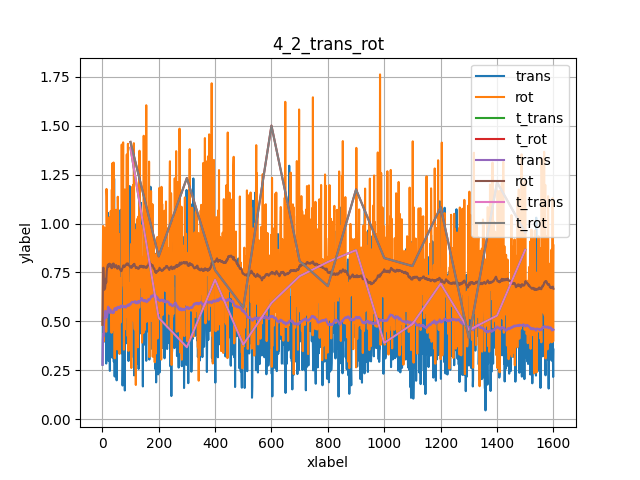 4_2_trans_rot
1.75
1.50
1.25
1.00
0.75
0.50
0.25
0.00
ylabel
trans
rot
t_trans
t_rot
trans
rot
t_trans
t_rot
0 200 400 600 800 1000 1200 1400 1600
xlabel